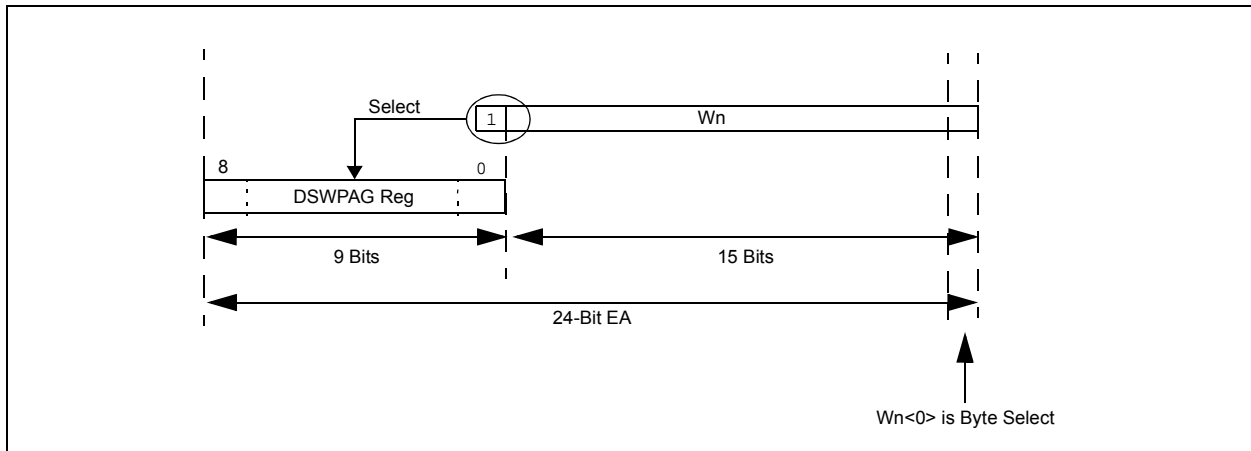 Select
1
Wn
8
0
DSWPAG Reg
9 Bits
15 Bits
24-Bit EA
Wn<0> is Byte Select